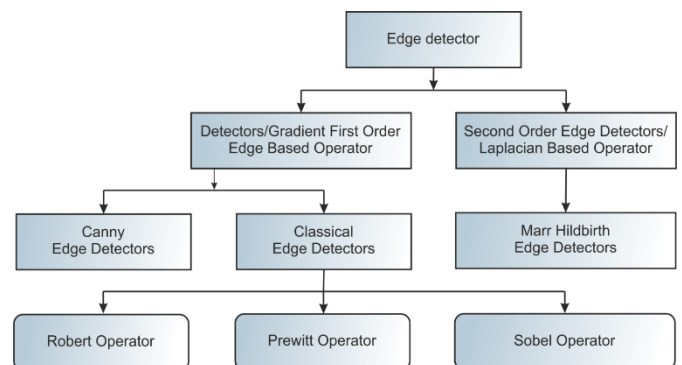 Edge detector
Detectors/Gradient First Order
Edge Based Operator
Second Order Edge Detectors/
Laplacian Based Operator
Canny
Edge Detectors
Classical
Edge Detectors
Marr Hildbirth
Edge Detectors
Robert Operator
Prewitt Operator
Sobel Operator